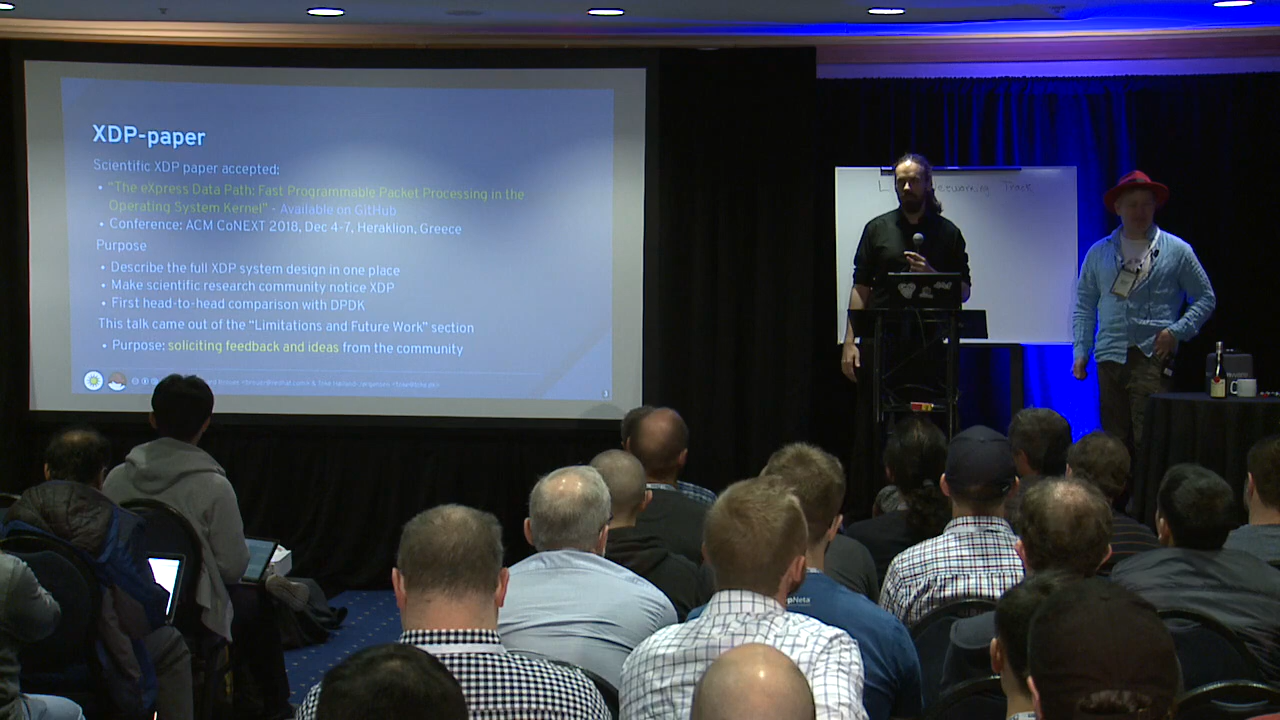 XDP-paper
Scientific XDP paper accepted:
• "The eXpress Data Path: Fast Programmable Packet Processing in the
Operating System Kernel" - Available on GitHub
• Conference: ACM CoNEXT 2018, Dec 4-7, Heraklion, Greece
Purpose
• Describe the full XDP system design in one place
• Make scientific research community notice XDP
• First head-to-head comparison with DPDK
This talk came out of the "Limitations and Future Work" section
• Purpose: soliciting feedback and ideas from the community
3
Track